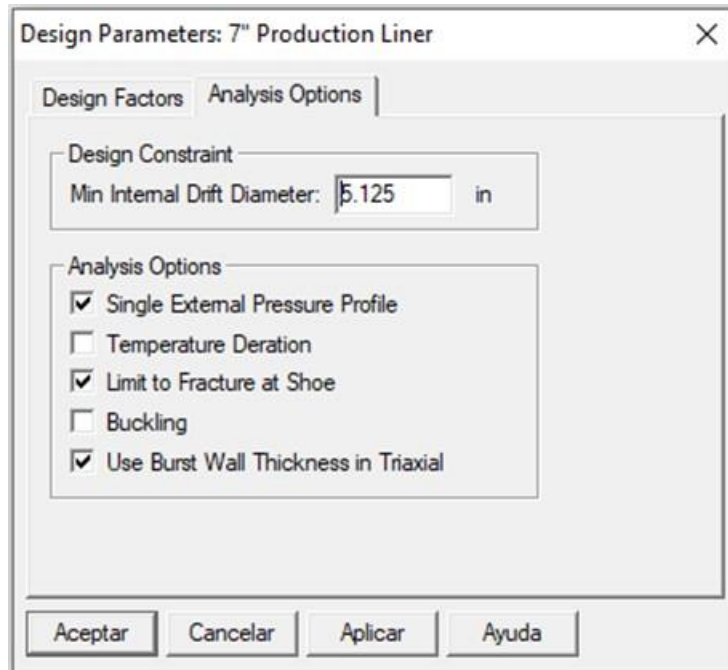 Design Parameters: 7" Production Liner
Design Factors Analysis Options
Design Constraint
Min Internal Drift Diameter: 5.125 in
Analysis Options
Single External Pressure Profile
Temperature Deration
Limit to Fracture at Shoe
Buckling
Use Burst Wall Thickness in Triaxial
Aceptar Cancelar Aplicar Ayuda